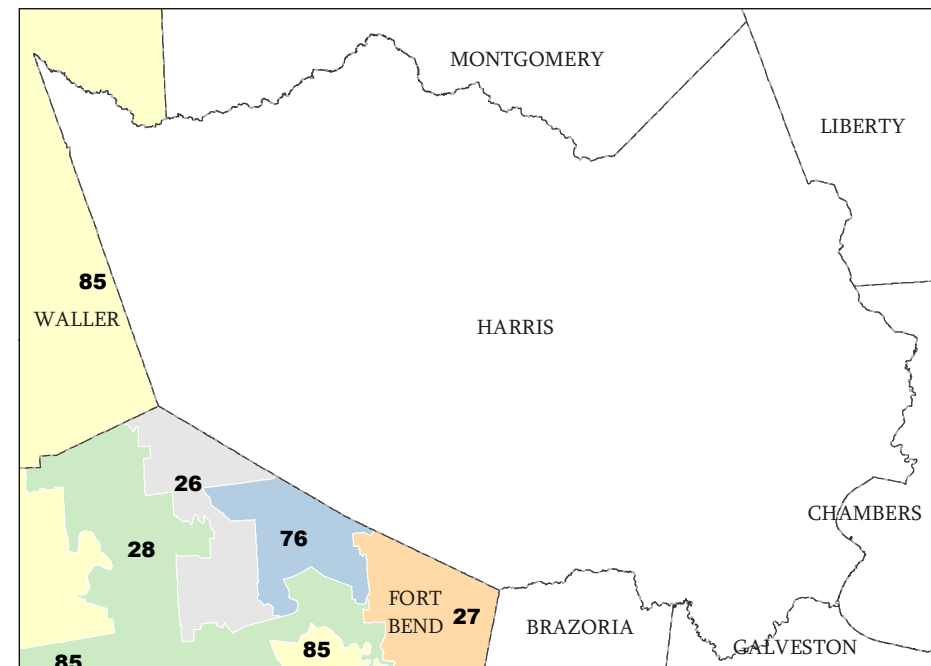 MONTGOMERY
LIBERTY
85
WALLER
HARRIS
26
CHAMBERS
76
28
FORT
BEND
27
BRAZORIA
GALVESTON
85
85